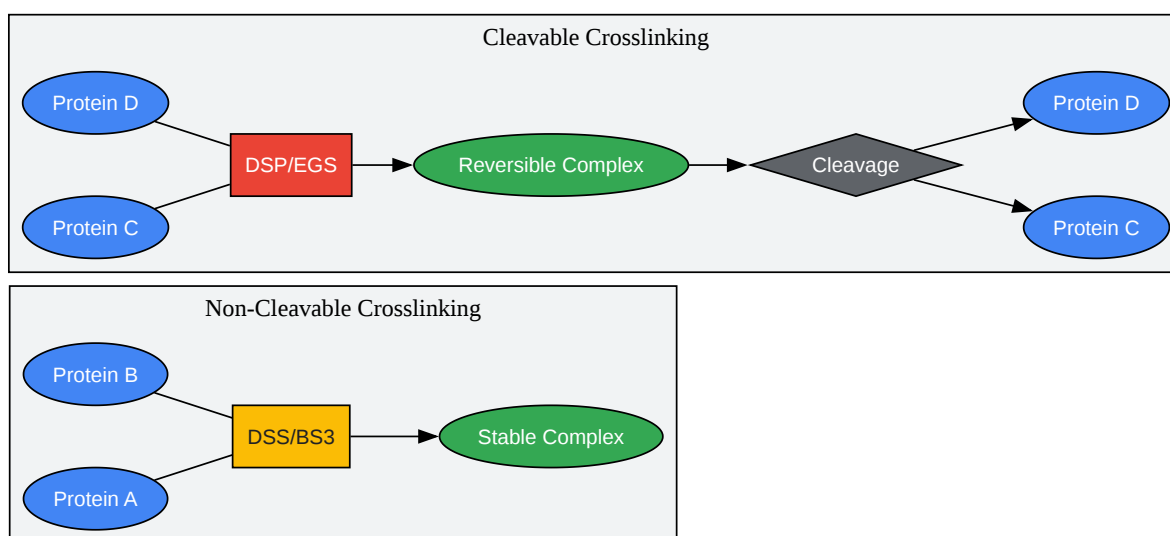 Cleavable Crosslinking
Protein D
Protein D
DSP/EGS
Reversible Complex
Cleavage
Protein C
Protein C
Non-Cleavable Crosslinking
Protein B
DSS/BS3
Stable Complex
Protein A